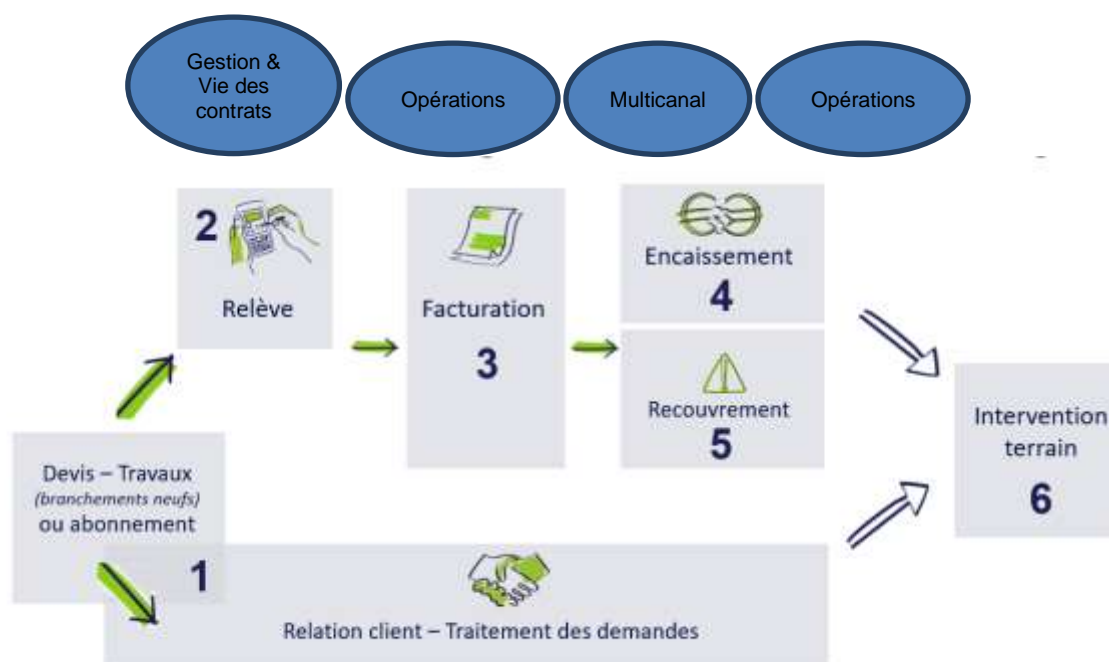 Gestion &
Vie des
contrats
Opérations
Multicanal
Opérations
2
Relève
Facturation
3
Encaissement
4
Recouvrement
5
Intervention
terrain
6
Devis – Travaux
(branchements neufs)
ou abonnement
1
Relation client – Traitement des demandes